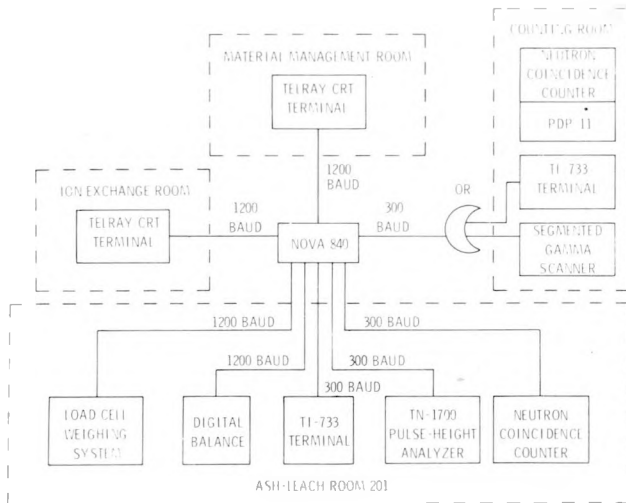 COUNTING ROOM
NEUTRON
COINCIDENCE
COUNTER
PDP 11
MATERIAL MANAGEMENT ROOM
TELRAY CRT
TERMINAL
1200
BAUD
OR
TI-733
TERMINAL
ION EXCHANGE ROOM
TELRAY CRT
TERMINAL
1200
BAUD
NOVA 840
300
BAUD
SEGMENTED
GAMMA
SCANNER
1200 BAUD
300 BAUD
1200 BAUD
300 BAUD
300 BAUD
LOAD CELL
WEIGHING
SYSTEM
DIGITAL
BALANCE
TI-733
TERMINAL
TN-1700
PULSE-HEIGHT
ANALYZER
NEUTRON
COINCIDENCE
COUNTER
ASH-LEACH ROOM 201